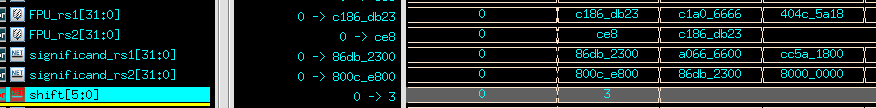 FPU_rs1[31:0] 0 -> c186_db23 0 c186_db23 c1a0_6666 404c_5a18
FPU_rs2[31:0] 0 -> ce8 0 ce8 c186_db23
NET significand_rs1[31:0] 0 -> 86db_2300 0 86db_2300 a066_6600 cc5a_1800
NET significand_rs2[31:0] 0 -> 800c_e800 0 800c_e800 86db_2300 8000_0000
shift[5:0] 0 -> 3 0 3